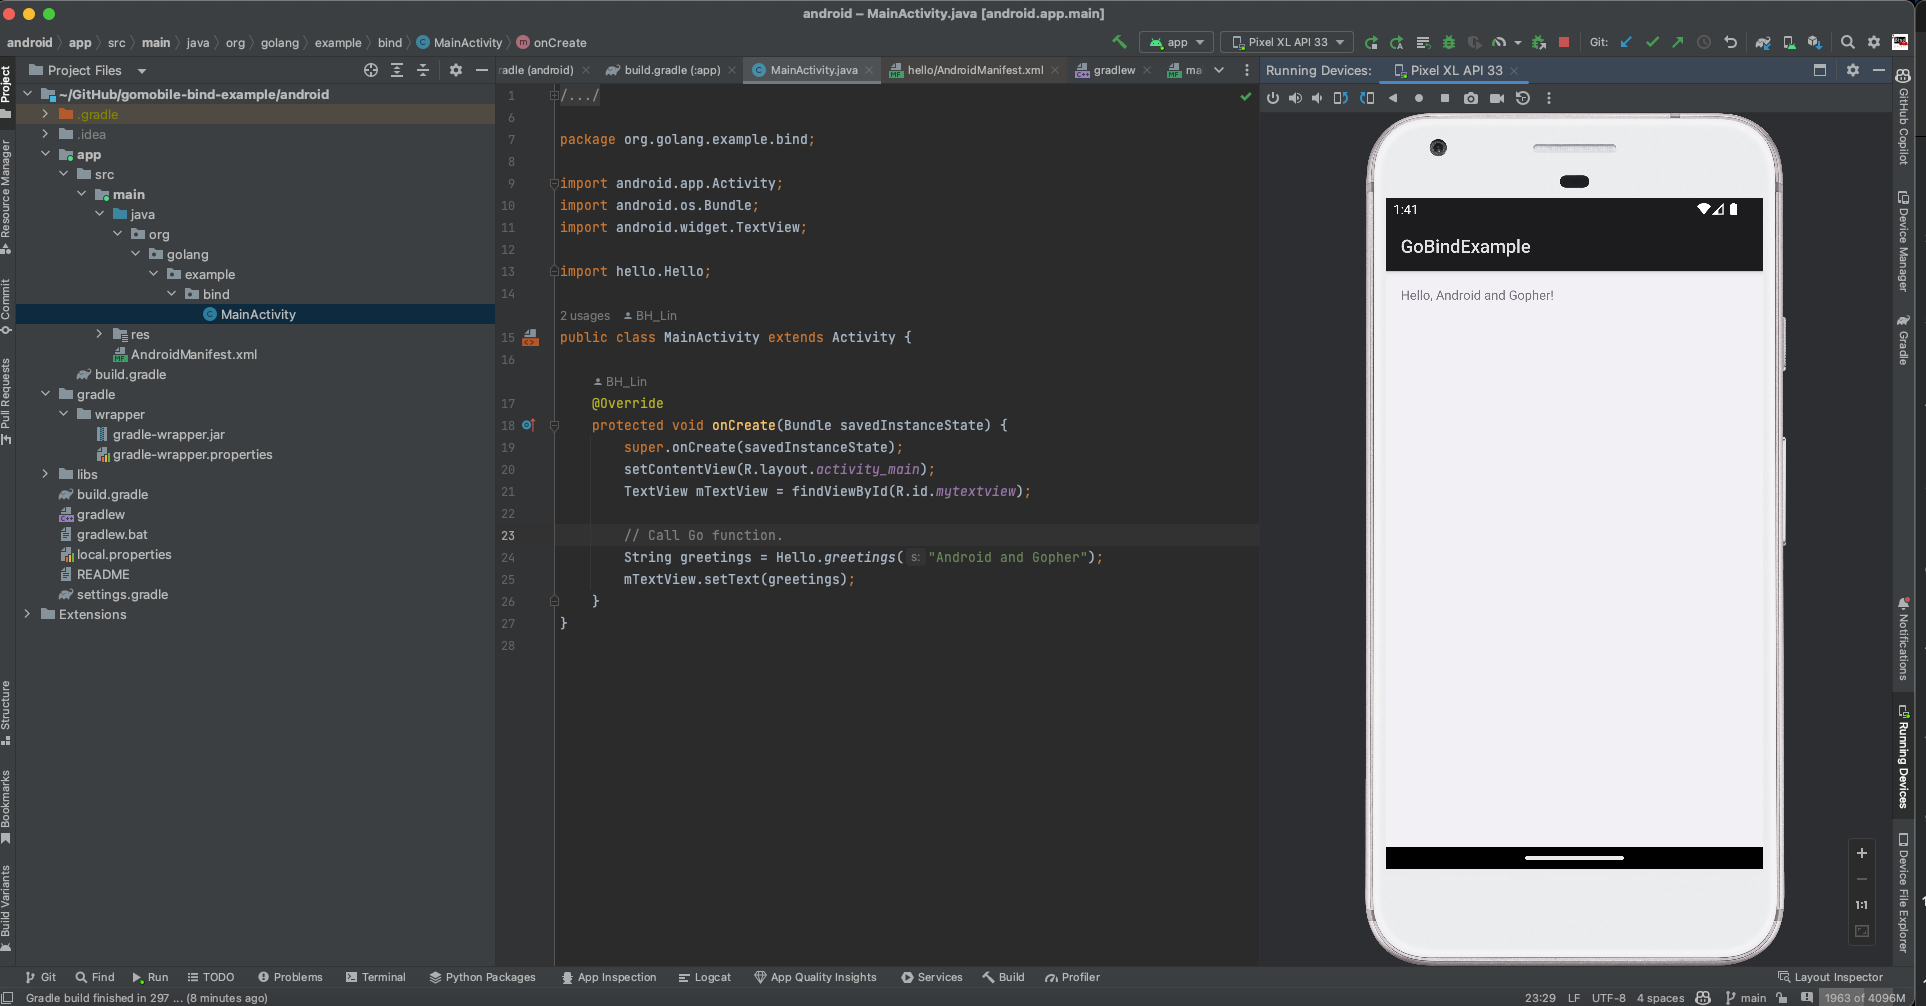 android – MainActivity.java [android.app.main]
android app src main java org golang example bind MainActivity onCreate
app Pixel XL API 33 Git:
Project Files
radle (android) build.gradle (:app) MainActivity.java hello/AndroidManifest.xml gradlew ma
Running Devices: Pixel XL API 33
Project
Resource Manager
Commit
Pull Requests
Structure
Bookmarks
Build Variants
~/GitHub/gomobile-bind-example/android
.gradle
.idea
app
src
main
java
org
golang
example
bind
MainActivity
res
AndroidManifest.xml
build.gradle
gradle
wrapper
gradle-wrapper.jar
gradle-wrapper.properties
libs
build.gradle
gradlew
gradlew.bat
local.properties
README
settings.gradle
Extensions
1 /.../
6
7 package org.golang.example.bind;
8
9 import android.app.Activity;
10 import android.os.Bundle;
11 import android.widget.TextView;
12
13 import hello.Hello;
14
2 usages BH_Lin
15 public class MainActivity extends Activity {
16
BH_Lin
17 @Override
18 protected void onCreate(Bundle savedInstanceState) {
19 super.onCreate(savedInstanceState);
20 setContentView(R.layout.activity_main);
21 TextView mTextView = findViewById(R.id.mytextview);
22
23 // Call Go function.
24 String greetings = Hello.greetings( s: "Android and Gopher");
25 mTextView.setText(greetings);
26 }
27 }
28
1:41
GoBindExample
Hello, Android and Gopher!
1:1
GitHub Copilot
Device Manager
Gradle
Notifications
Running Devices
Device File Explorer
Git Find Run TODO Problems Terminal Python Packages App Inspection Logcat App Quality Insights Services Build Profiler Layout Inspector
Gradle build finished in 297 ... (8 minutes ago) 23:29 LF UTF-8 4 spaces main 1963 of 4096M